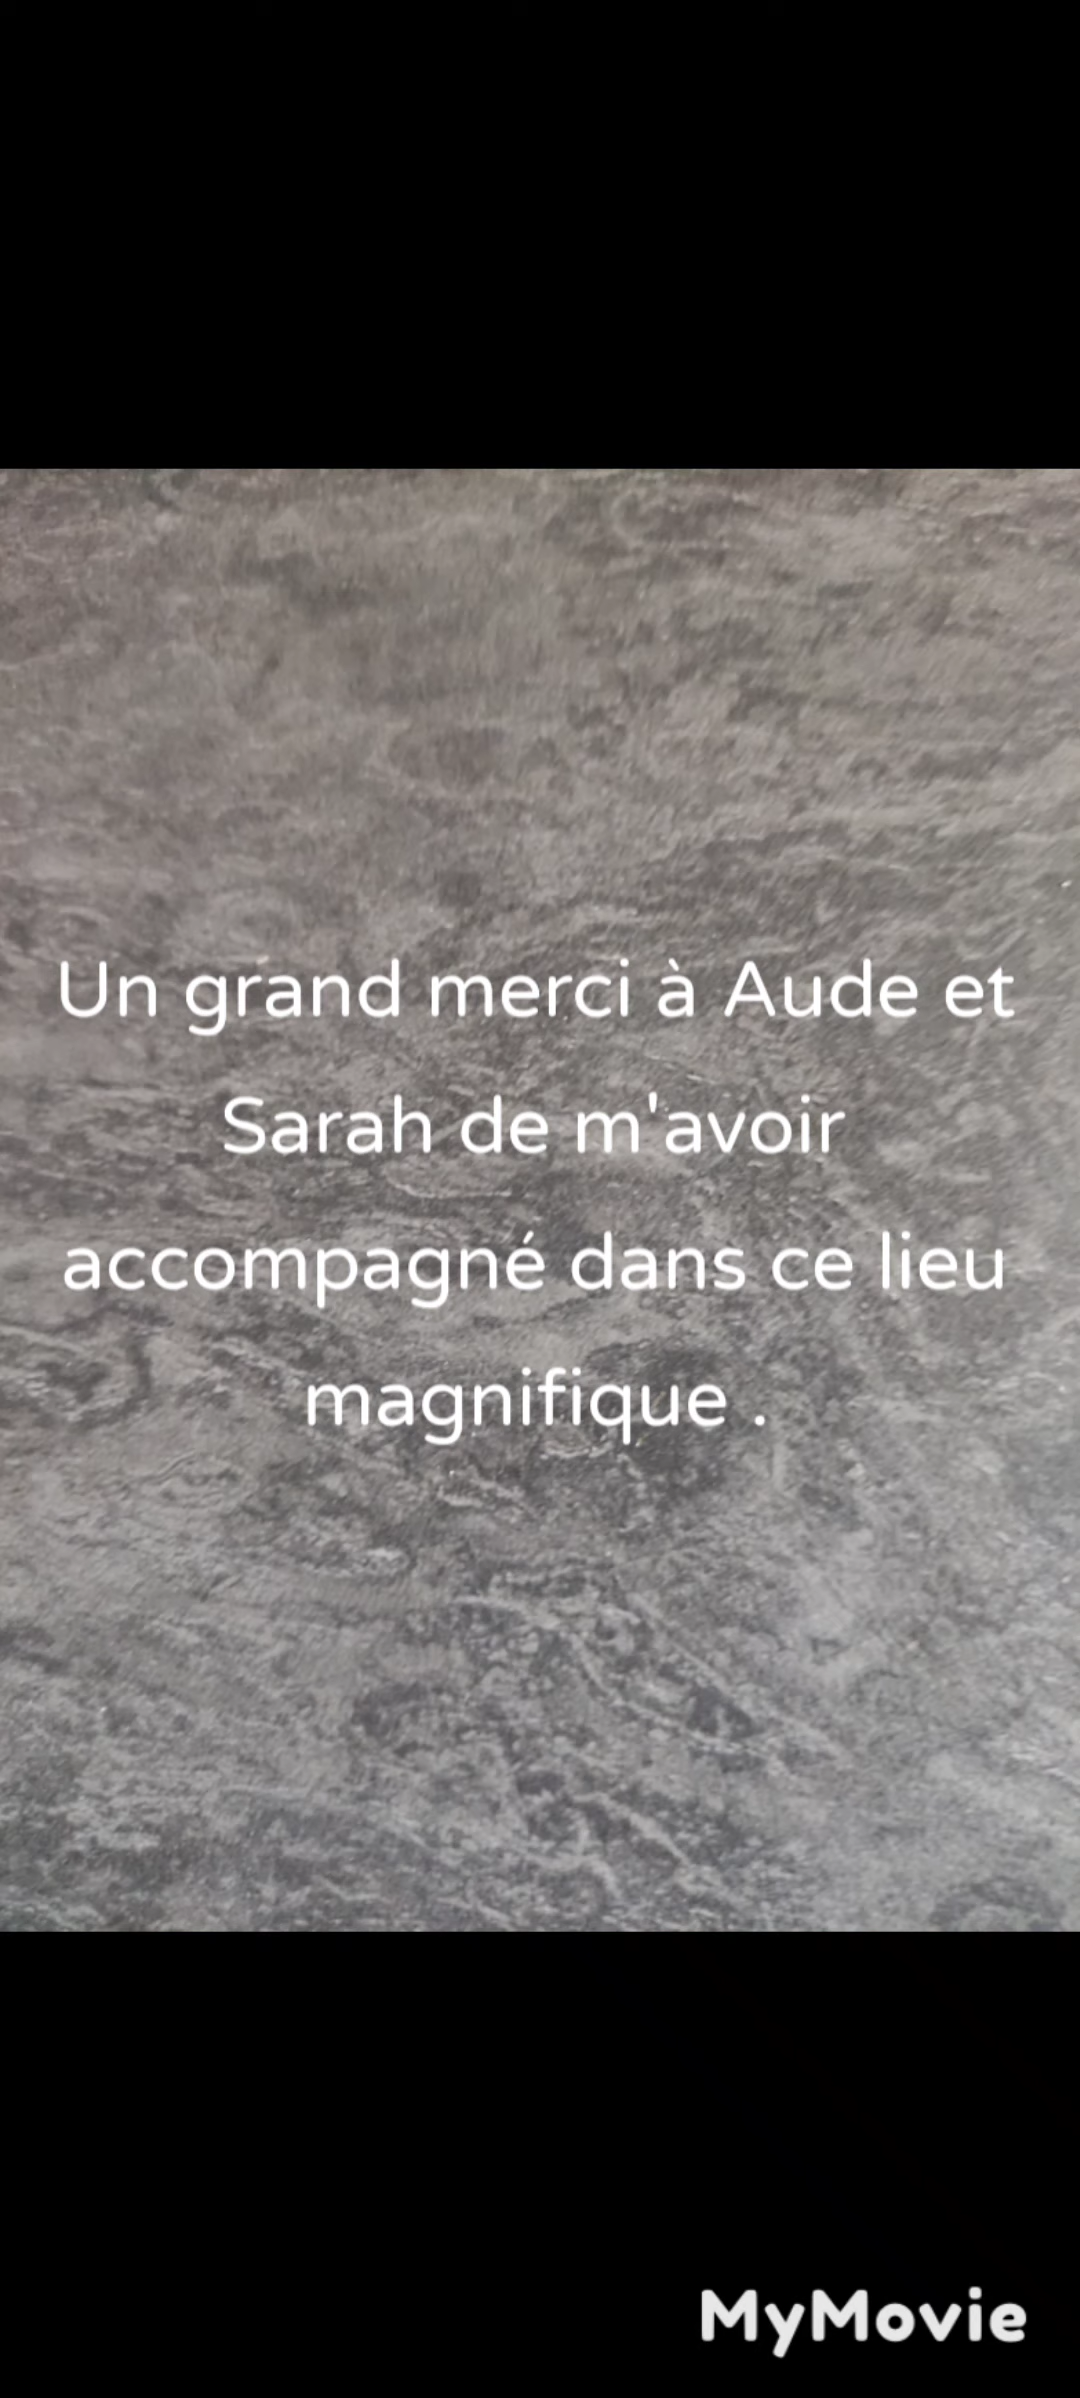 Un grand merci à Aude et
Sarah de m'avoir
accompagné dans ce lieu
magnifique .
MyMovie